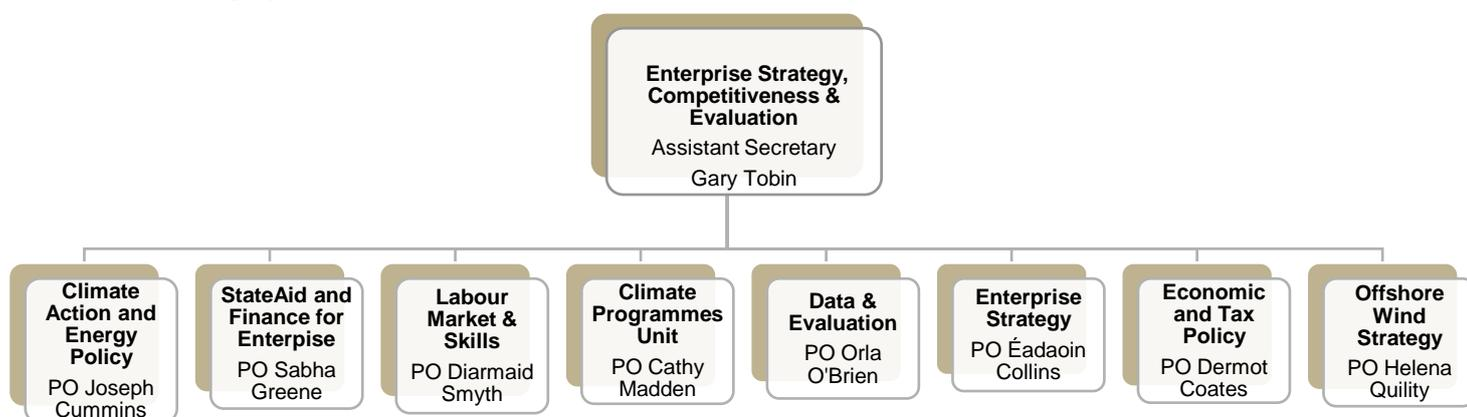 Enterprise Strategy,
Competitiveness &
Evaluation
Assistant Secretary
Gary Tobin
Climate
Action and
Energy
Policy
PO Joseph
Cummins
StateAid and
Finance for
Enterpise
PO Sabha
Greene
Labour
Market &
Skills
PO Diarmaid
Smyth
Climate
Programmes
Unit
PO Cathy
Madden
Data &
Evaluation
PO Orla
O'Brien
Enterprise
Strategy
PO Éadaoin
Collins
Economic
and Tax
Policy
PO Dermot
Coates
Offshore
Wind
Strategy
PO Helena
Quility